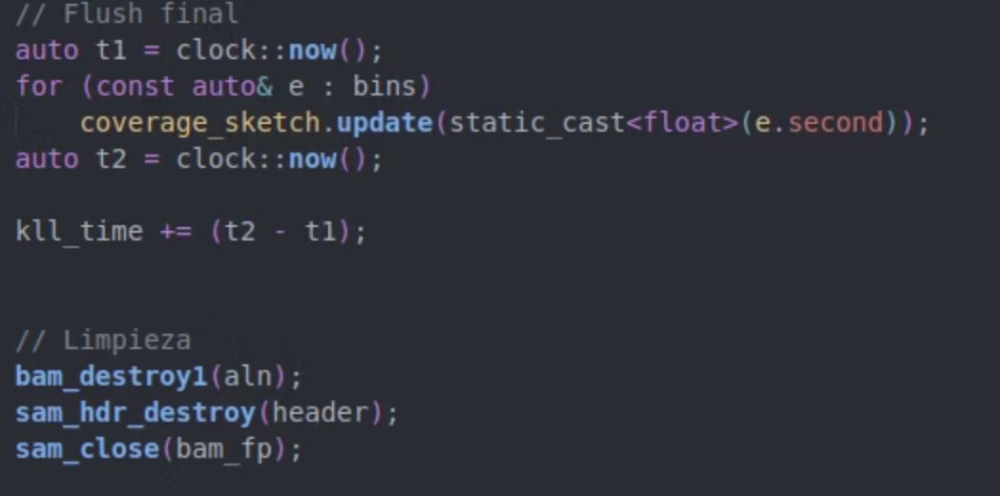 // Flush final
auto t1 = clock::now();
for (const auto& e : bins)
    coverage_sketch.update(static_cast<float>(e.second));
auto t2 = clock::now();
kll_time += (t2 - t1);
// Limpieza
bam_destroy1(aln);
sam_hdr_destroy(header);
sam_close(bam_fp);